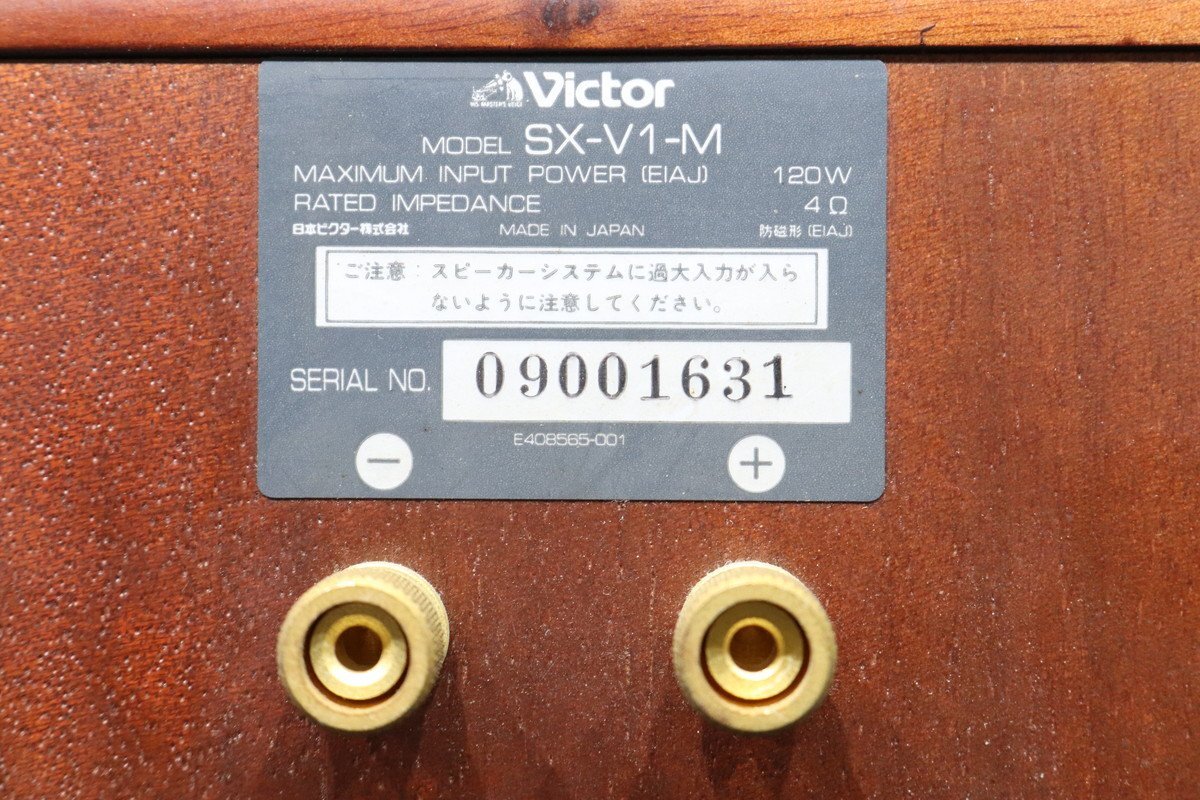 HIS MASTER'S VOICE
Victor
MODEL SX-V1-M
MAXIMUM INPUT POWER (EIAJ) 120W
RATED IMPEDANCE 4Ω
日本ビクター株式会社 MADE IN JAPAN 防磁形(EIAJ)
ご注意:スピーカーシステムに過大入力が入ら
ないように注意してください。
SERIAL NO. 09001631
E408565-001
− +